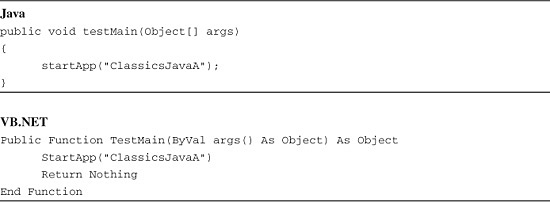 Java
public void testMain(Object[] args)
{
startApp("ClassicsJavaA");
}
VB.NET
Public Function TestMain(ByVal args() As Object) As Object
StartApp("ClassicsJavaA")
Return Nothing
End Function